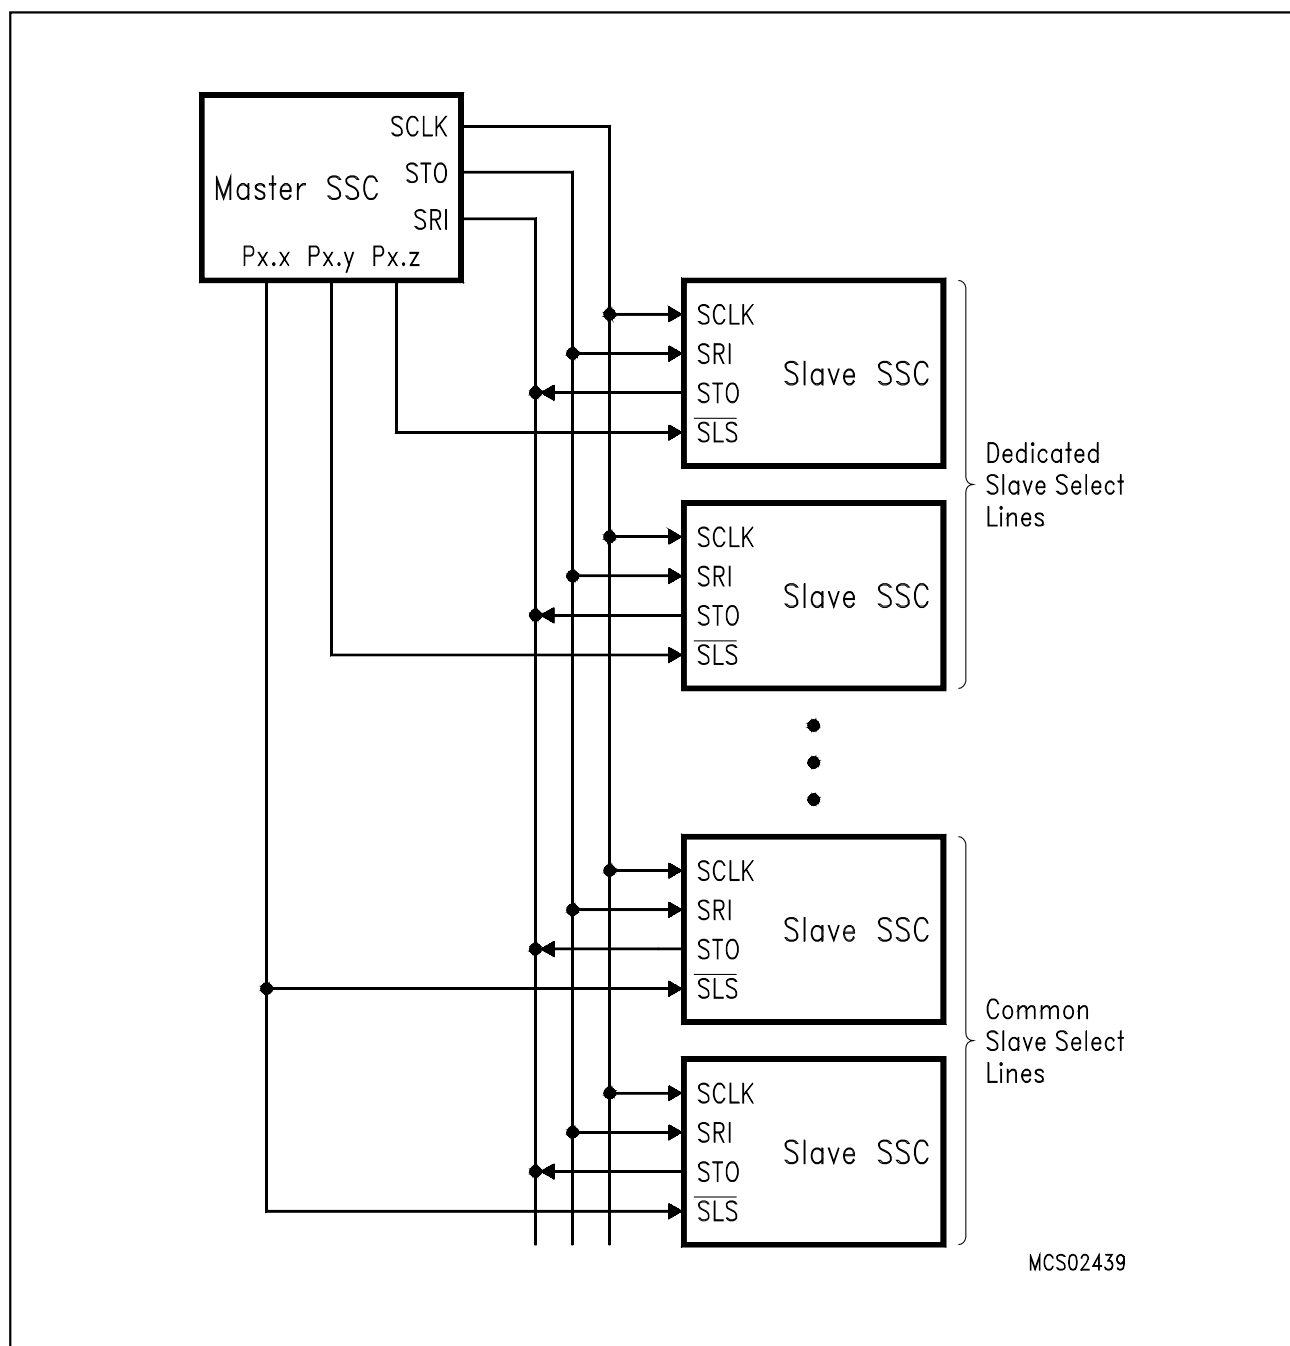 SCLK
STO
Master SSC
SRI
Px.x Px.y Px.z
SCLK
SRI
Slave SSC
STO
SLS
SCLK
SRI
Slave SSC
STO
SLS
Dedicated
Slave Select
Lines
SCLK
SRI
Slave SSC
STO
SLS
SCLK
SRI
Slave SSC
STO
SLS
Common
Slave Select
Lines
MCS02439